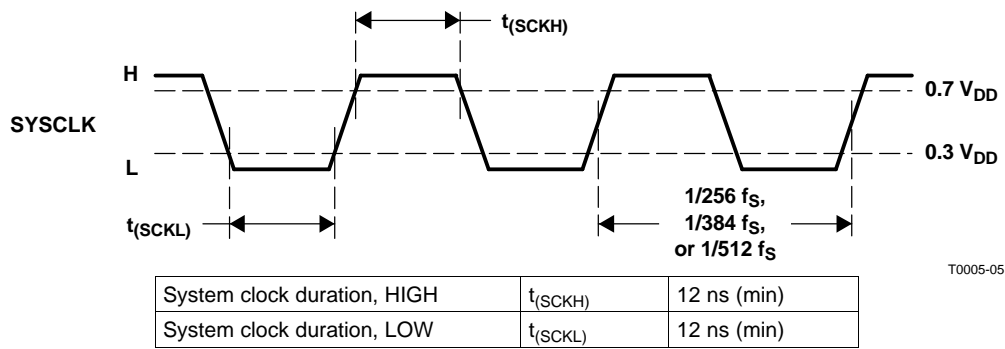 t(SCKH)
H
0.7 VDD
SYSCLK
0.3 VDD
L
1/256 fS,
1/384 fS,
or 1/512 fS
t(SCKL)
T0005-05
System clock duration, HIGH t(SCKH) 12 ns (min)
System clock duration, LOW t(SCKL) 12 ns (min)